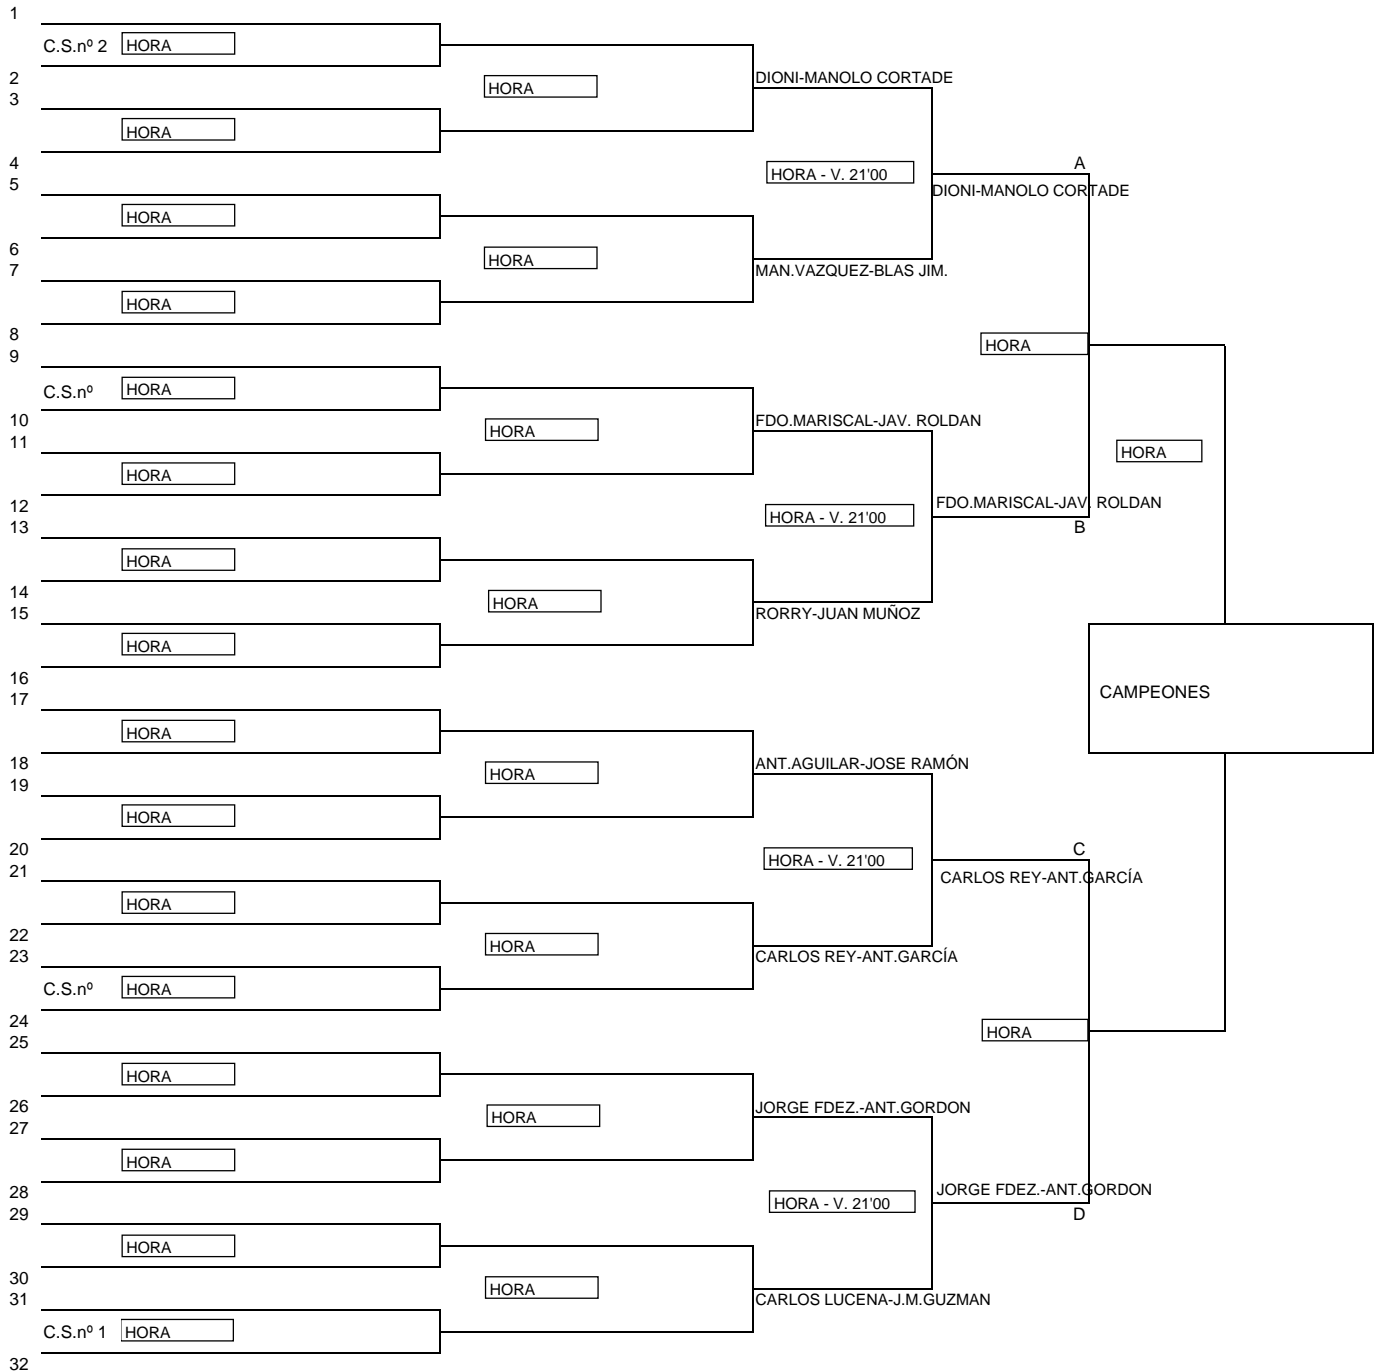 1
C.S.nº 2 HORA
2
DIONI-MANOLO CORTADE
HORA
3
HORA
4
A
HORA - V. 21'00
5
DIONI-MANOLO CORTADE
HORA
6
HORA
7
MAN.VAZQUEZ-BLAS JIM.
HORA
8
HORA
9
C.S.nº HORA
10
FDO.MARISCAL-JAV. ROLDAN
HORA
11
HORA
HORA
12
FDO.MARISCAL-JAV. ROLDAN
HORA - V. 21'00
13
B
HORA
14
HORA
15
RORRY-JUAN MUÑOZ
HORA
16
CAMPEONES
17
HORA
18
ANT.AGUILAR-JOSE RAMÓN
HORA
19
HORA
20
C
HORA - V. 21'00
21
CARLOS REY-ANT.GARCÍA
HORA
22
HORA
23
CARLOS REY-ANT.GARCÍA
C.S.nº HORA
24
HORA
25
HORA
26
JORGE FDEZ.-ANT.GORDON
HORA
27
HORA
28
JORGE FDEZ.-ANT.GORDON
HORA - V. 21'00
29
D
HORA
30
HORA
31
CARLOS LUCENA-J.M.GUZMAN
C.S.nº 1 HORA
32